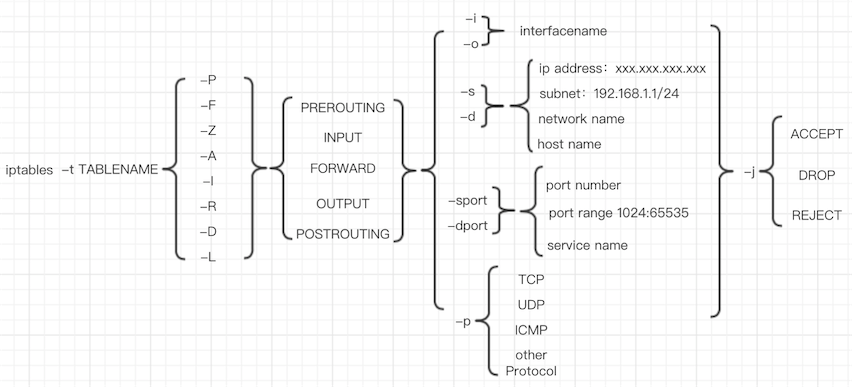 iptables -t TABLENAME
-P
-F
-Z
-A
-I
-R
-D
-L
PREROUTING
INPUT
FORWARD
OUTPUT
POSTROUTING
-i
-o
interfacename
-s
-d
ip address：xxx.xxx.xxx.xxx
subnet：192.168.1.1/24
network name
host name
-sport
-dport
port number
port range 1024:65535
service name
-p
TCP
UDP
ICMP
other
Protocol
-j
ACCEPT
DROP
REJECT